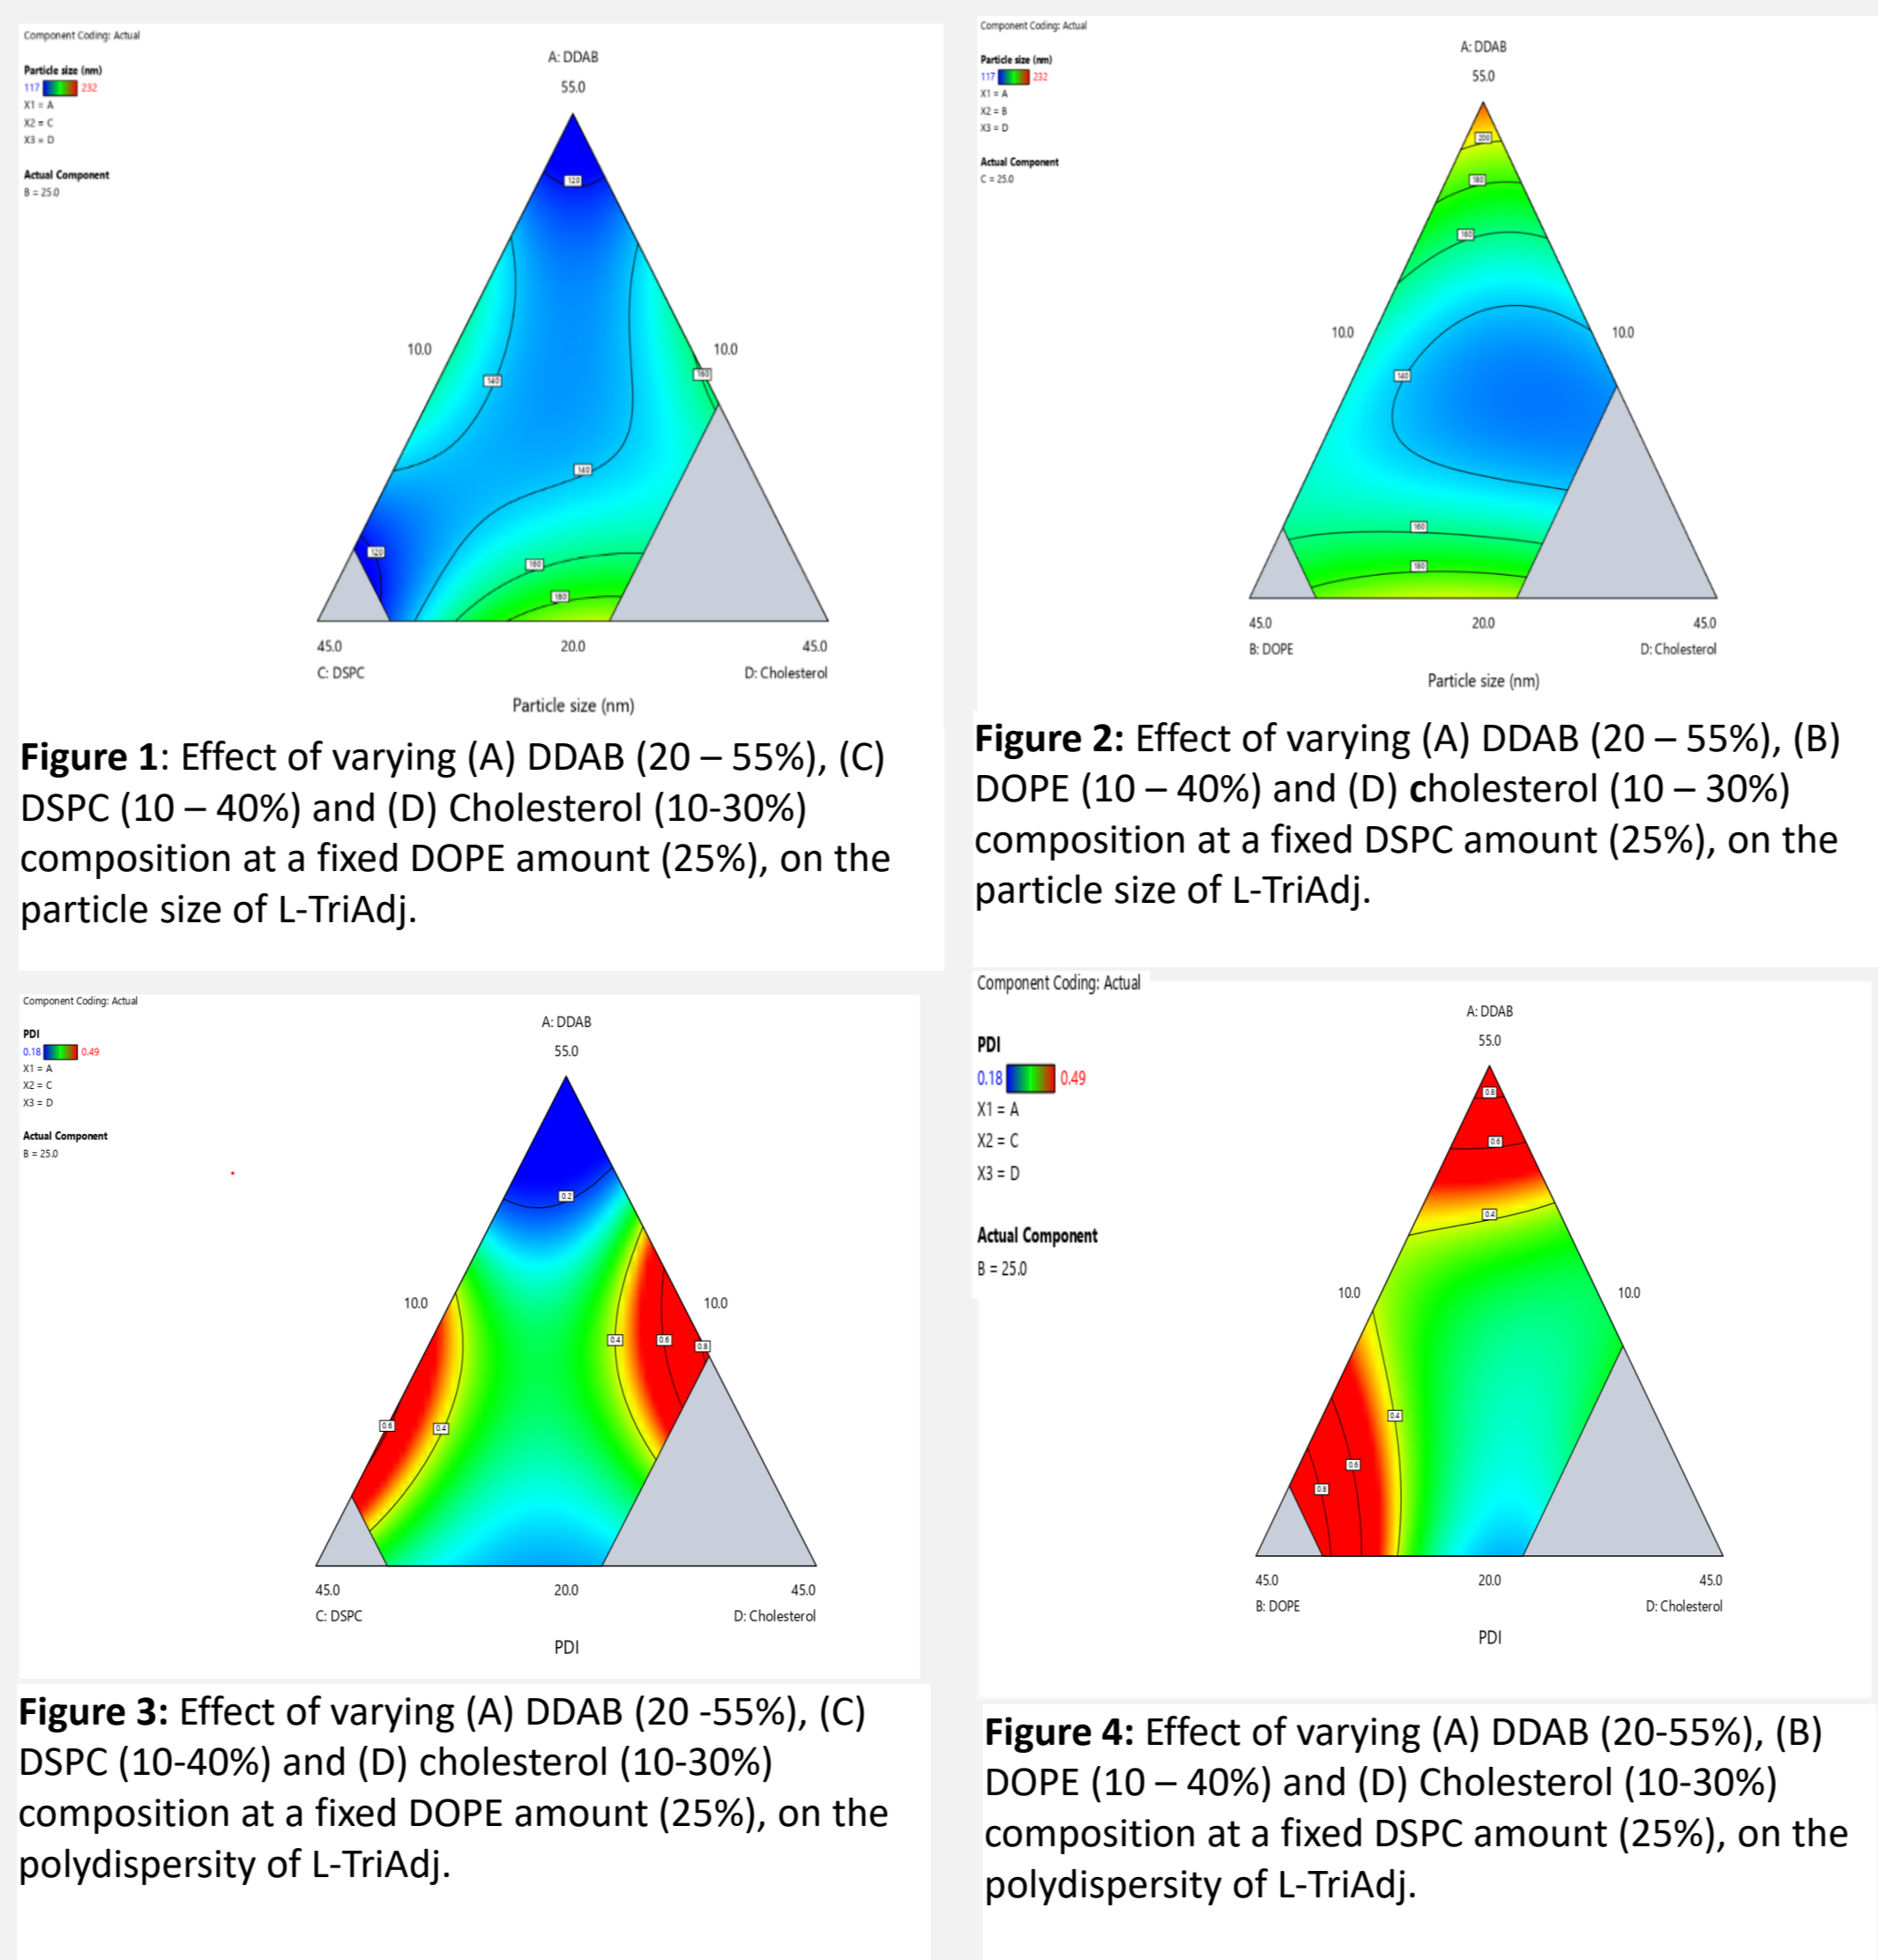 Component Coding: Actual
Particle size (nm)
117 232
X1 = A
X2 = C
X3 = D
Actual Component
B = 25.0
A: DDAB
55.0
120
10.0
10.0
140
160
140
120
160
180
45.0
20.0
45.0
C: DSPC
D: Cholesterol
Particle size (nm)
Figure 1: Effect of varying (A) DDAB (20 – 55%), (C)
DSPC (10 – 40%) and (D) Cholesterol (10-30%)
composition at a fixed DOPE amount (25%), on the
particle size of L-TriAdj.
Component Coding: Actual
Particle size (nm)
117 232
X1 = A
X2 = B
X3 = D
Actual Component
C = 25.0
A: DDAB
55.0
200
180
160
10.0
10.0
140
160
180
45.0
20.0
45.0
B: DOPE
D: Cholesterol
Particle size (nm)
Figure 2: Effect of varying (A) DDAB (20 – 55%), (B)
DOPE (10 – 40%) and (D) cholesterol (10 – 30%)
composition at a fixed DSPC amount (25%), on the
particle size of L-TriAdj.
Component Coding: Actual
PDI
0.18 0.49
X1 = A
X2 = C
X3 = D
Actual Component
B = 25.0
A: DDAB
55.0
0.2
10.0
10.0
0.4
0.6
0.8
0.6
0.4
45.0
20.0
45.0
C: DSPC
D: Cholesterol
PDI
Figure 3: Effect of varying (A) DDAB (20 -55%), (C)
DSPC (10-40%) and (D) cholesterol (10-30%)
composition at a fixed DOPE amount (25%), on the
polydispersity of L-TriAdj.
Component Coding: Actual
PDI
0.18 0.49
X1 = A
X2 = C
X3 = D
Actual Component
B = 25.0
A: DDAB
55.0
0.8
0.6
0.4
10.0
10.0
0.4
0.6
0.8
45.0
20.0
45.0
B: DOPE
D: Cholesterol
PDI
Figure 4: Effect of varying (A) DDAB (20-55%), (B)
DOPE (10 – 40%) and (D) Cholesterol (10-30%)
composition at a fixed DSPC amount (25%), on the
polydispersity of L-TriAdj.